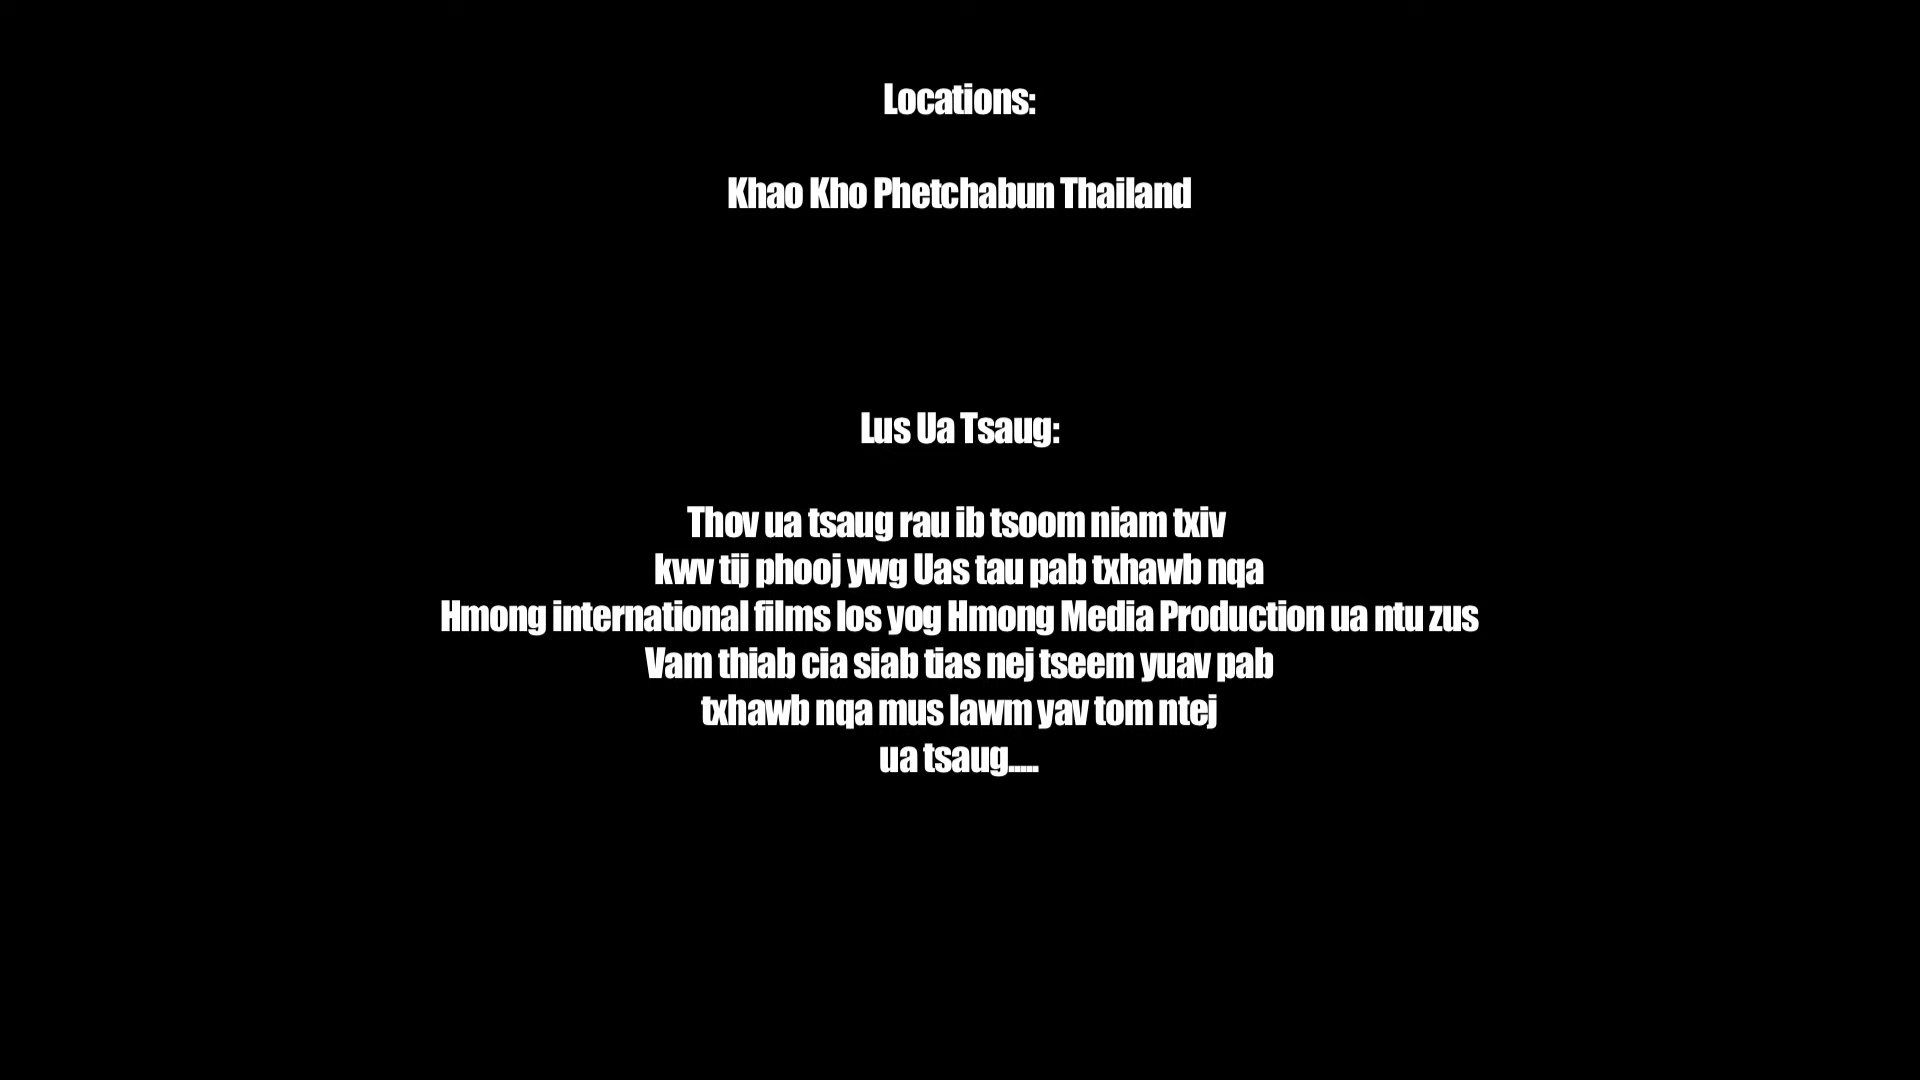 Locations:
Khao Kho Phetchabun Thailand
Lus Ua Tsaug:
Thov ua tsaug rau ib tsoom niam txiv
kwv tij phooj ywg Uas tau pab txhawb nqa
Hmong international films los yog Hmong Media Production ua ntu zus
Vam thiab cia siab tias nej tseem yuav pab
txhawb nqa mus lawm yav tom ntej
ua tsaug.....